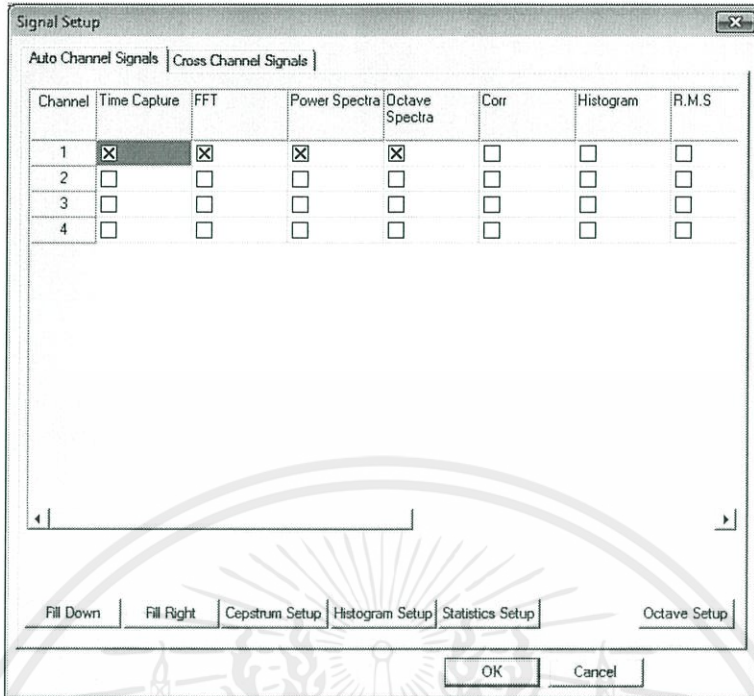 Signal Setup
Auto Channel Signals Cross Channel Signals
Channel Time Capture FFT Power Spectra Octave Spectra Corr Histogram R.M.S
1
2
3
4
Fill Down Fill Right Cepstrum Setup Histogram Setup Statistics Setup Octave Setup
OK Cancel